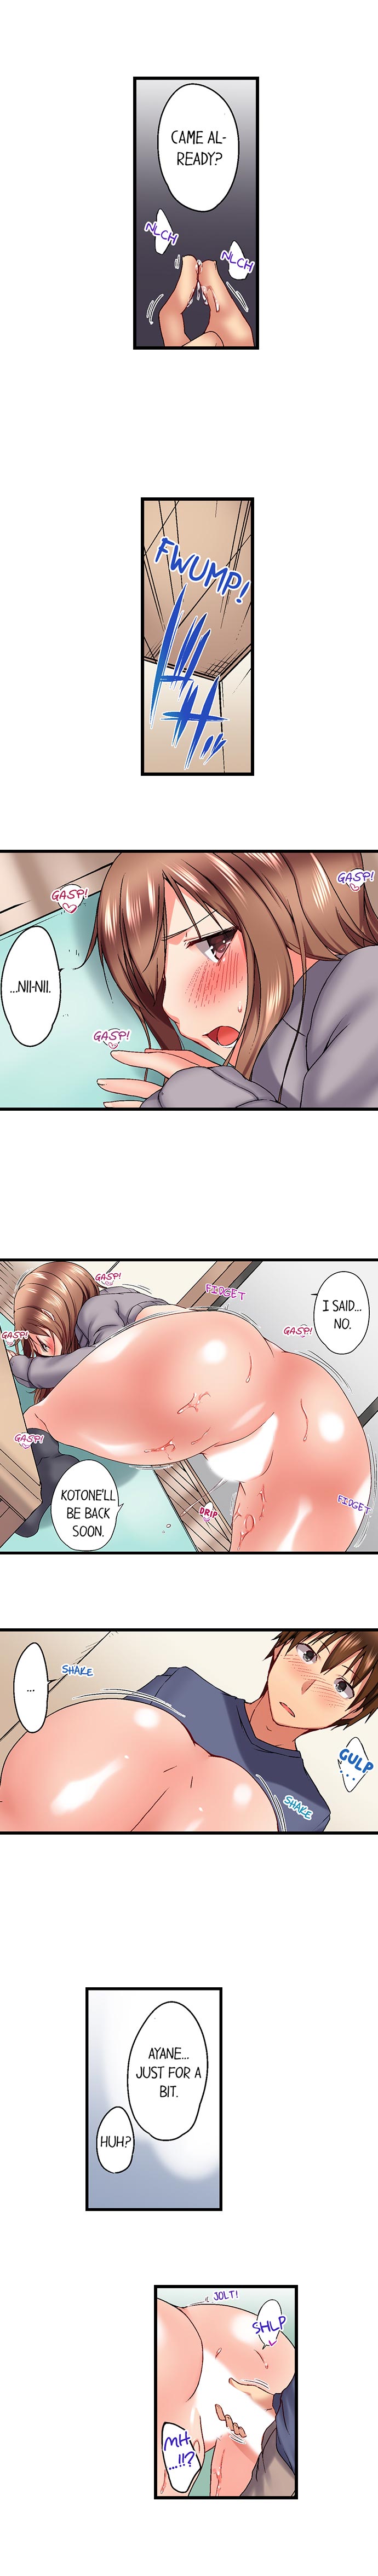 CAME AL-
READY?
NLCH
NLCH
FWUMP!
GASP!
GASP!
...NII-NII.
GASP!
GASP!
FIDGET
I SAID...
NO.
GASP!
GASP!
GASP!
KOTONE'LL
BE BACK
SOON.
DRIP
FIDGET
...
SHAKE
GULP
SHAKE
AYANE...
JUST FOR A
BIT.
HUH?
JOLT!
SHLP
MH
...!!?